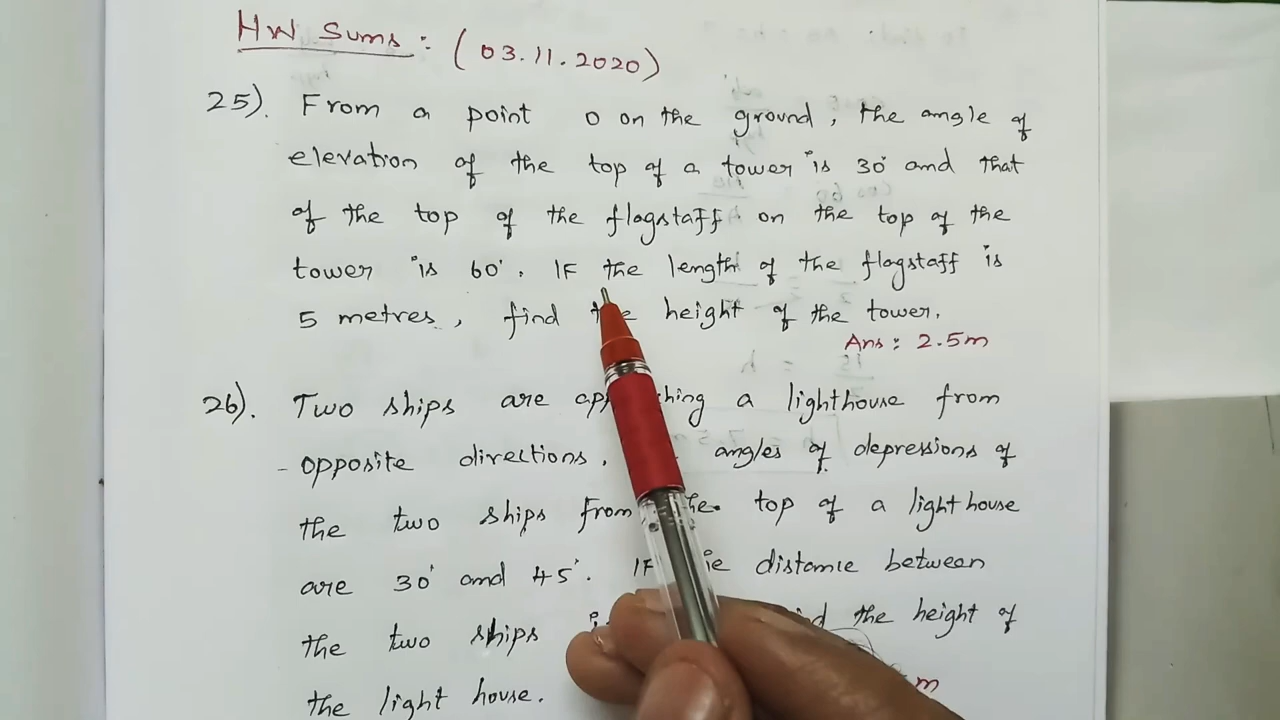 HW Sums : (03.11.2020)
25). From a point O on the ground, the angle of
elevation of the top of a tower is 30° and that
of the top of the flagstaff on the top of the
tower is 60°. IF the length of the flagstaff is
5 metres, find the height of the tower.
Ans : 2.5m
26). Two ships are a lighthouse from
- opposite directions. angles of depressions of
the two ships from the top of a light house
are 30° and 45°. IF distance between
the two ships the height of
the light house. m